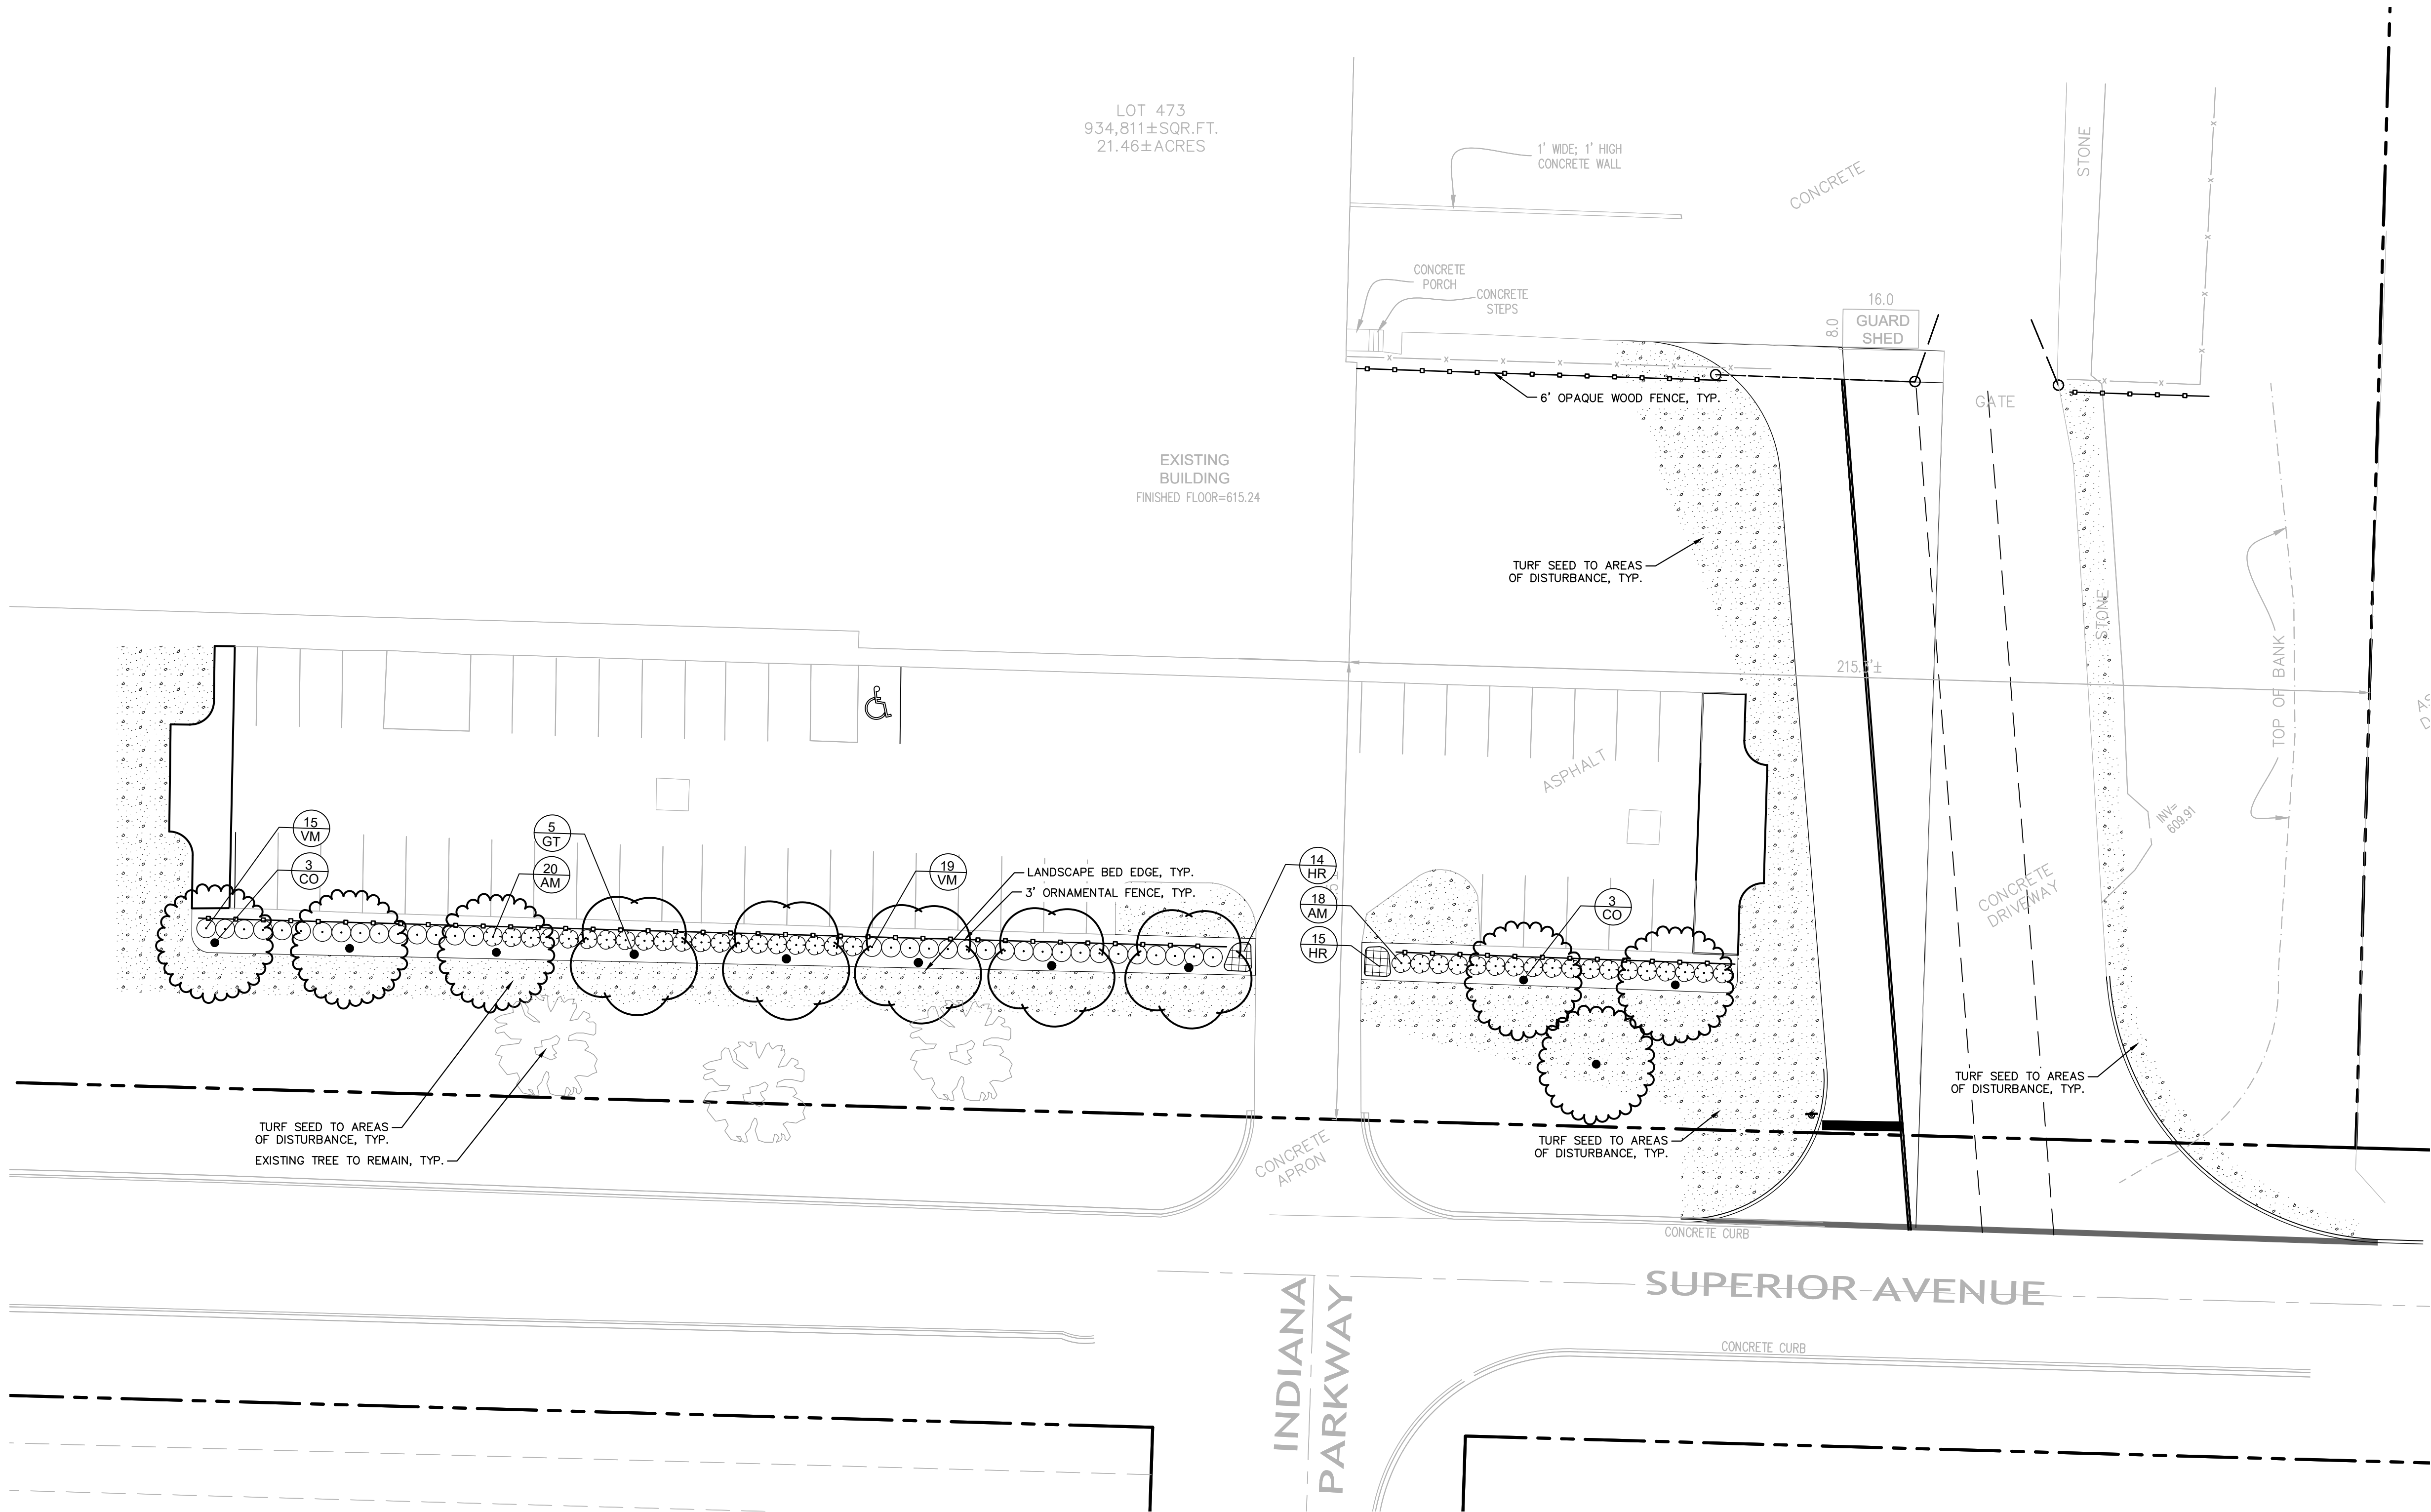 LOT 473
934,811±SQR.FT.
21.46±ACRES
1' WIDE; 1' HIGH
CONCRETE WALL
CONCRETE
STONE
CONCRETE
PORCH
CONCRETE
STEPS
16.0
8.0
GUARD
SHED
6' OPAQUE WOOD FENCE, TYP.
GATE
EXISTING
BUILDING
FINISHED FLOOR=615.24
TURF SEED TO AREAS
OF DISTURBANCE, TYP.
STONE
TOP OF BANK
ASPHALT
INV=
609.91
15
VM
3
CO
5
GT
20
AM
19
VM
LANDSCAPE BED EDGE, TYP.
3' ORNAMENTAL FENCE, TYP.
14
HR
18
AM
15
HR
3
CO
CONCRETE
DRIVEWAY
TURF SEED TO AREAS
OF DISTURBANCE, TYP.
TURF SEED TO AREAS
OF DISTURBANCE, TYP.
EXISTING TREE TO REMAIN, TYP.
TURF SEED TO AREAS
OF DISTURBANCE, TYP.
CONCRETE
APRON
CONCRETE CURB
SUPERIOR AVENUE
INDIANA
PARKWAY
CONCRETE CURB